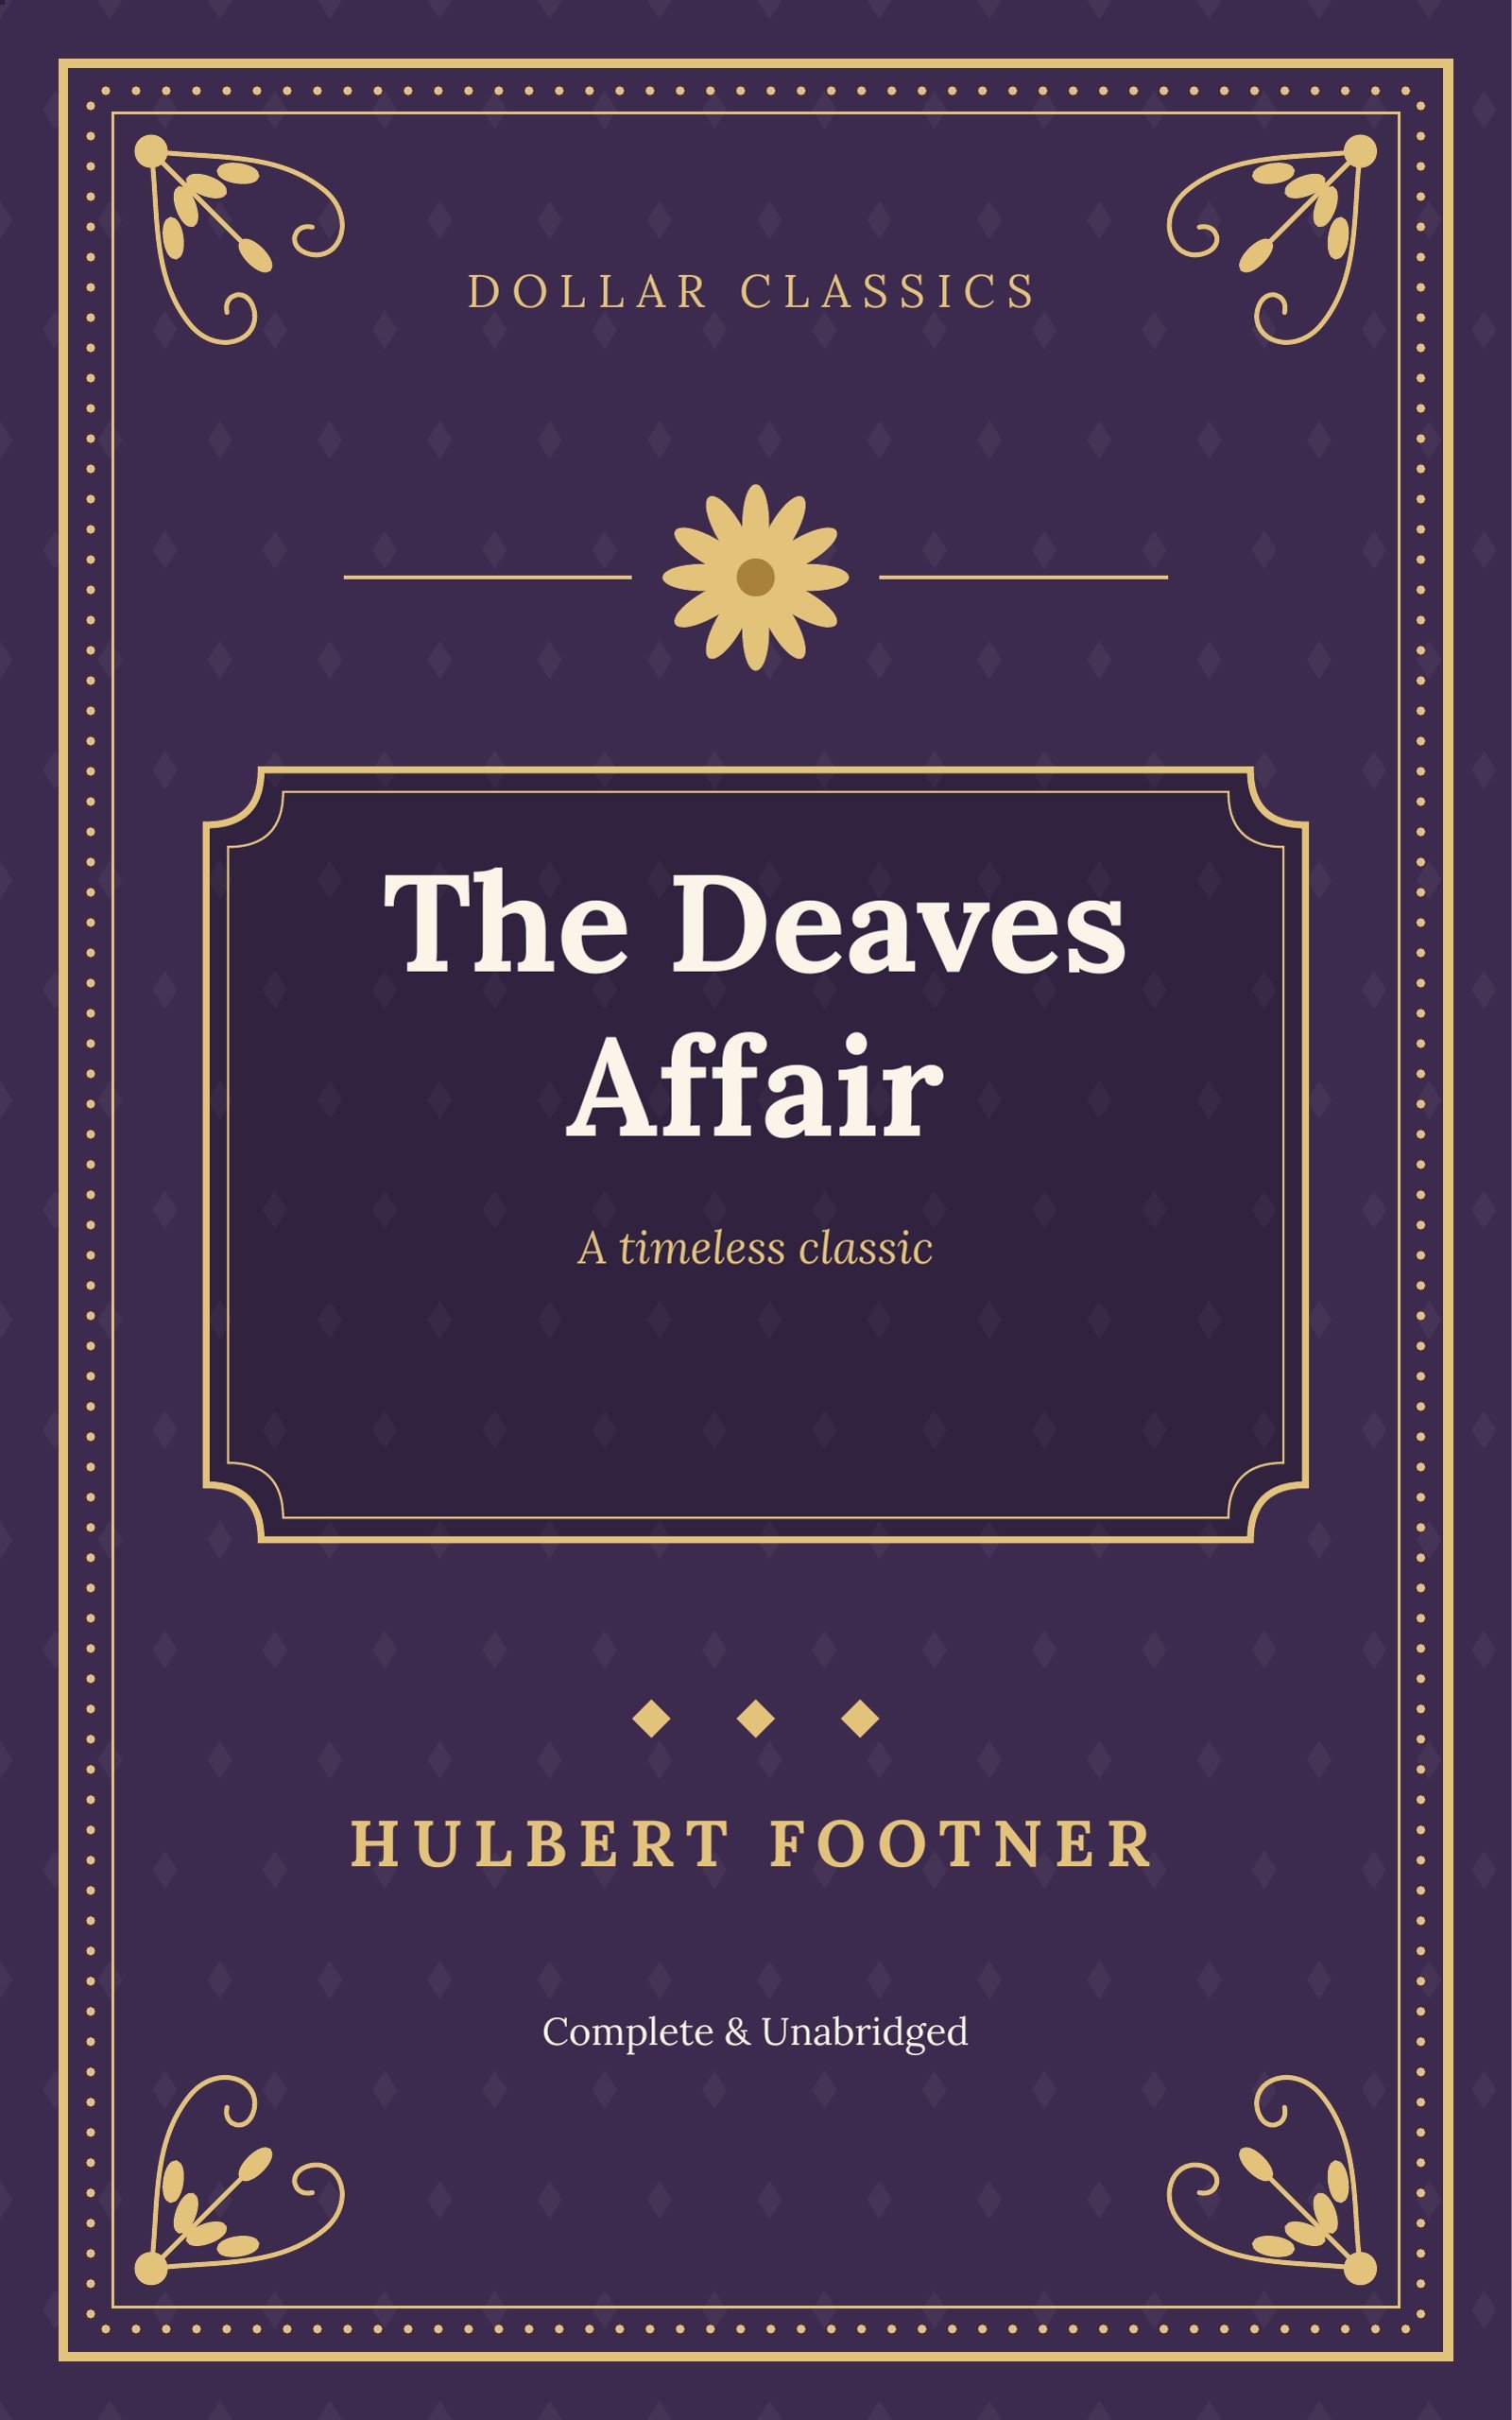 DOLLAR CLASSICS
The Deaves
Affair
A timeless classic
HULBERT FOOTNER
Complete & Unabridged